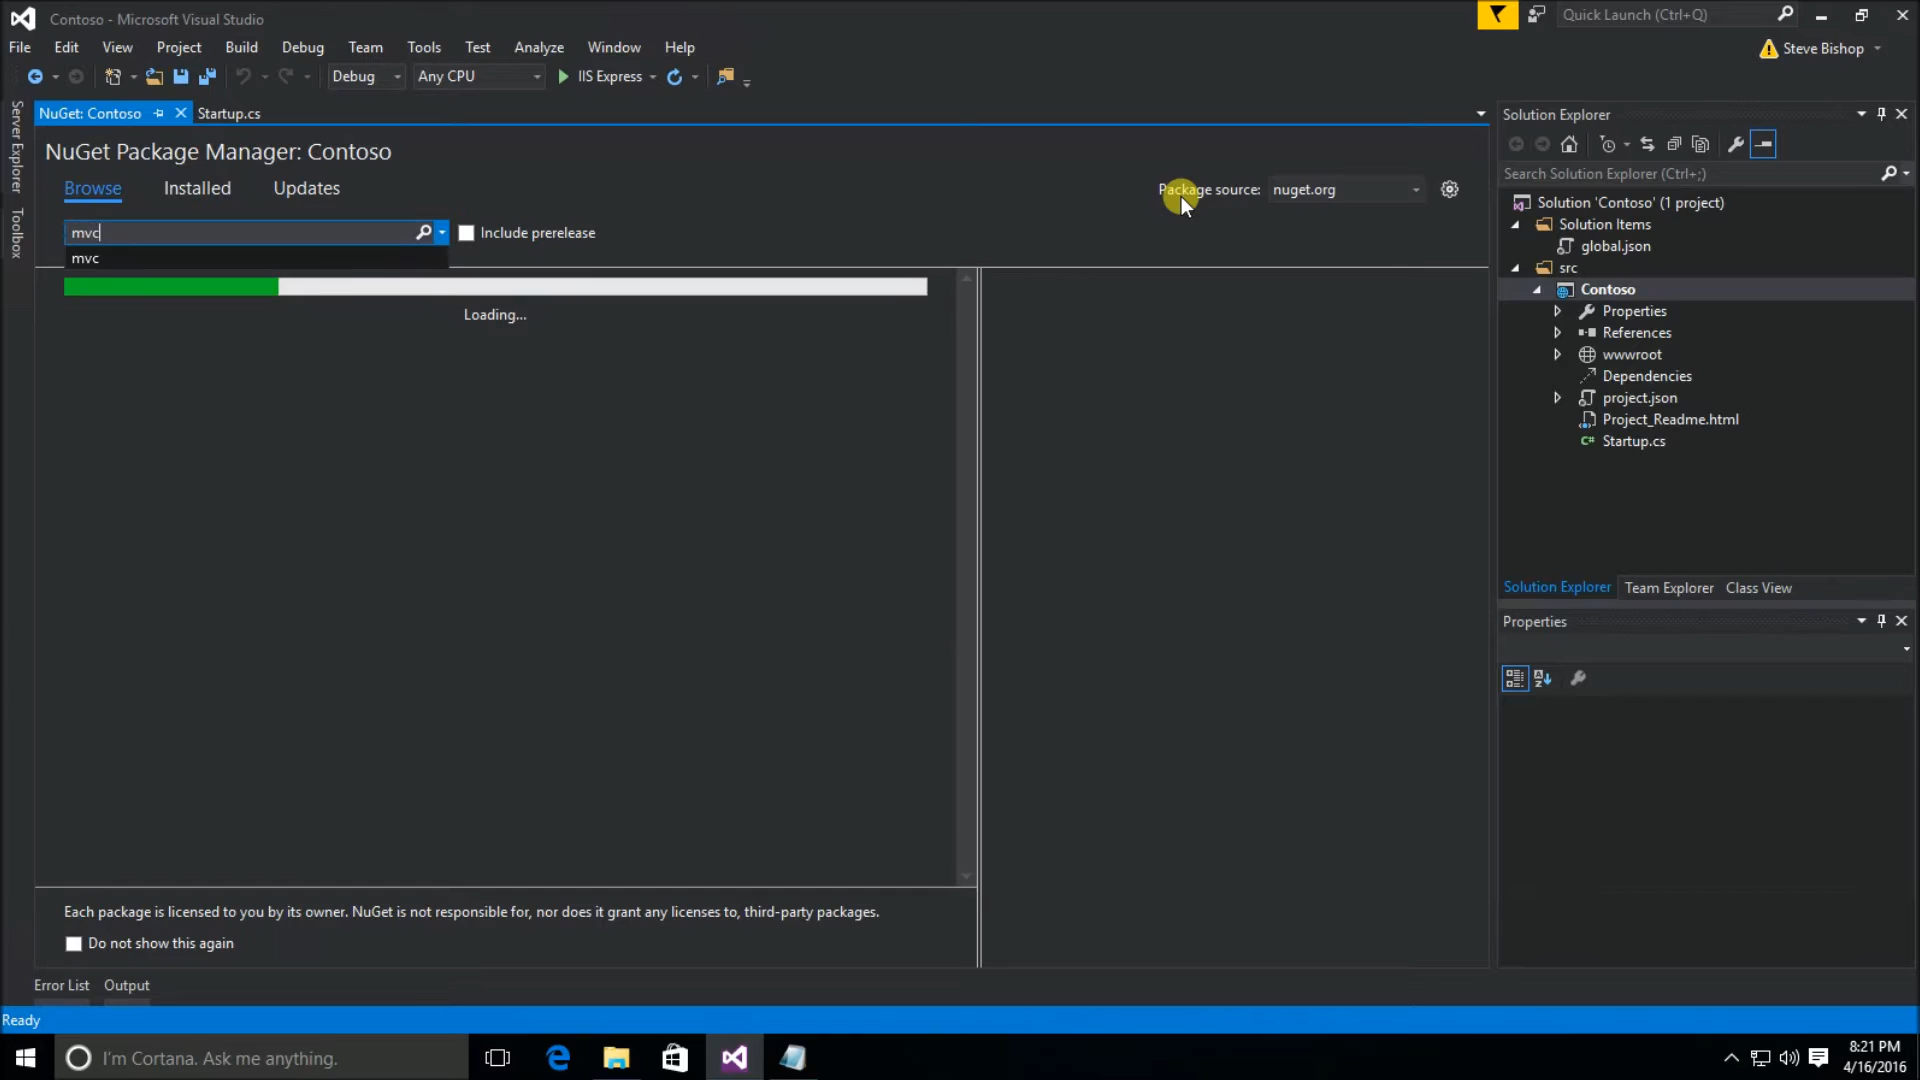 Contoso - Microsoft Visual Studio
Quick Launch (Ctrl+Q)
File Edit View Project Build Debug Team Tools Test Analyze Window Help
Steve Bishop
Debug
Any CPU
IIS Express
Server Explorer
Toolbox
NuGet: Contoso
Startup.cs
NuGet Package Manager: Contoso
Browse Installed Updates
Package source: nuget.org
mvc
Include prerelease
mvc
Loading...
Each package is licensed to you by its owner. NuGet is not responsible for, nor does it grant any licenses to, third-party packages.
Do not show this again
Error List Output
Solution Explorer
Search Solution Explorer (Ctrl+;)
Solution 'Contoso' (1 project)
Solution Items
global.json
src
Contoso
Properties
References
wwwroot
Dependencies
project.json
Project_Readme.html
Startup.cs
Solution Explorer Team Explorer Class View
Properties
Ready
I'm Cortana. Ask me anything.
8:21 PM
4/16/2016